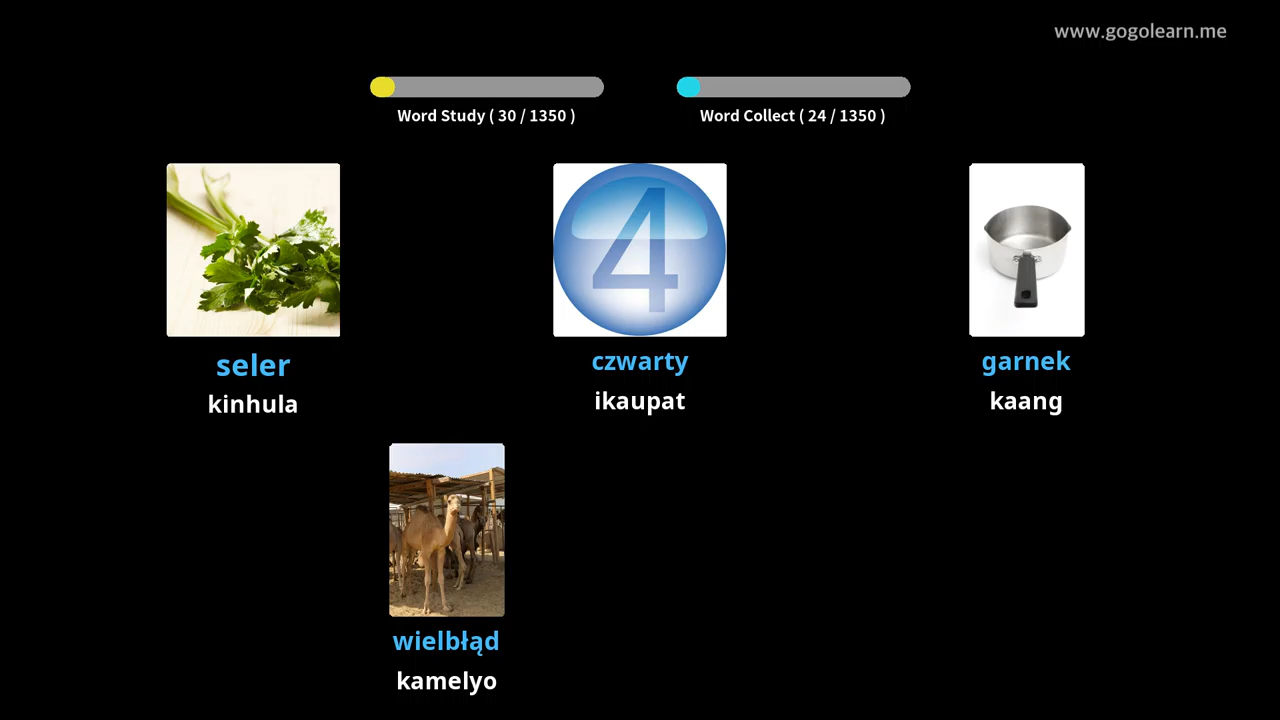 www.gogolearn.me
Word Study ( 30 / 1350 )
Word Collect ( 24 / 1350 )
4
seler
czwarty
garnek
kinhula
ikaupat
kaang
wielbłąd
kamelyo